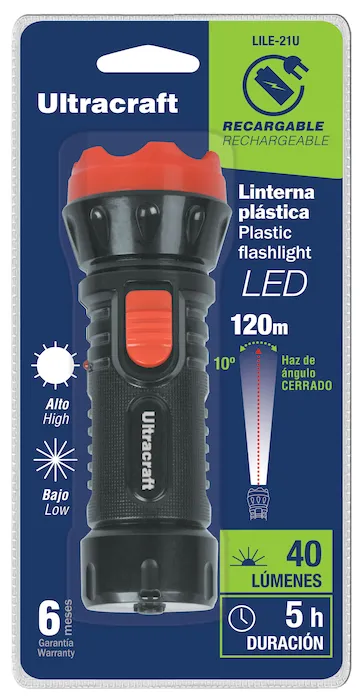 LILE-21U
Ultracraft
RECARGABLE
RECHARGEABLE
Linterna
plástica
Plastic
flashlight
LED
120m
10º
Haz de
ángulo
CERRADO
Alto
High
Bajo
Low
Ultracraft
6 meses
Garantía
Warranty
40
LÚMENES
5 h
DURACIÓN